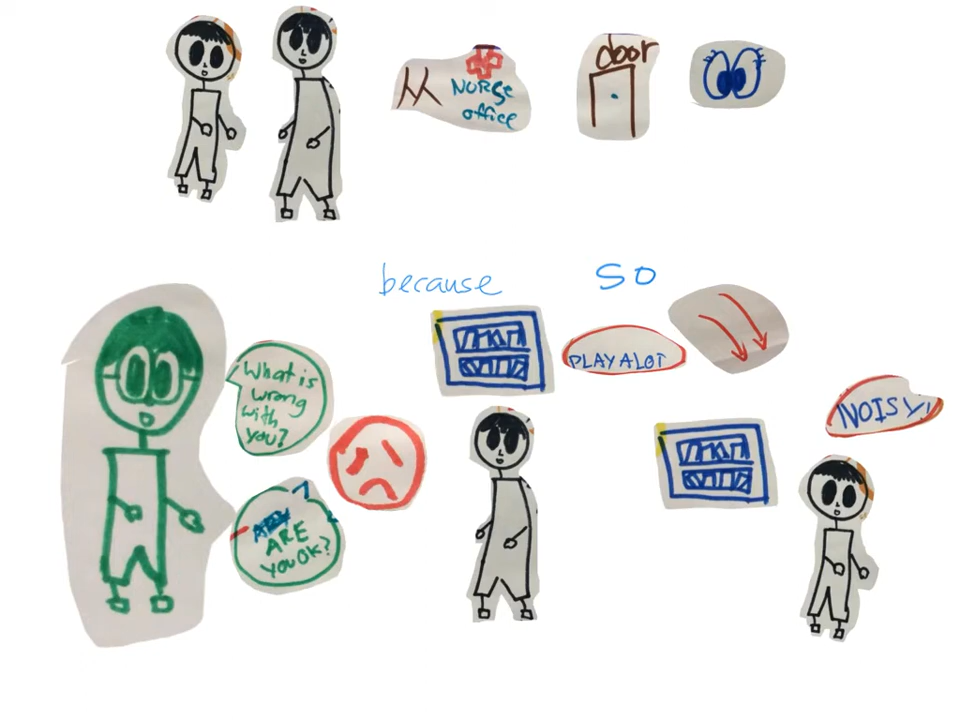 door
NURSE
office
because
so
What is
wrong
with
you?
PLAY A LOT
NOISY!
ARE
YOU OK?